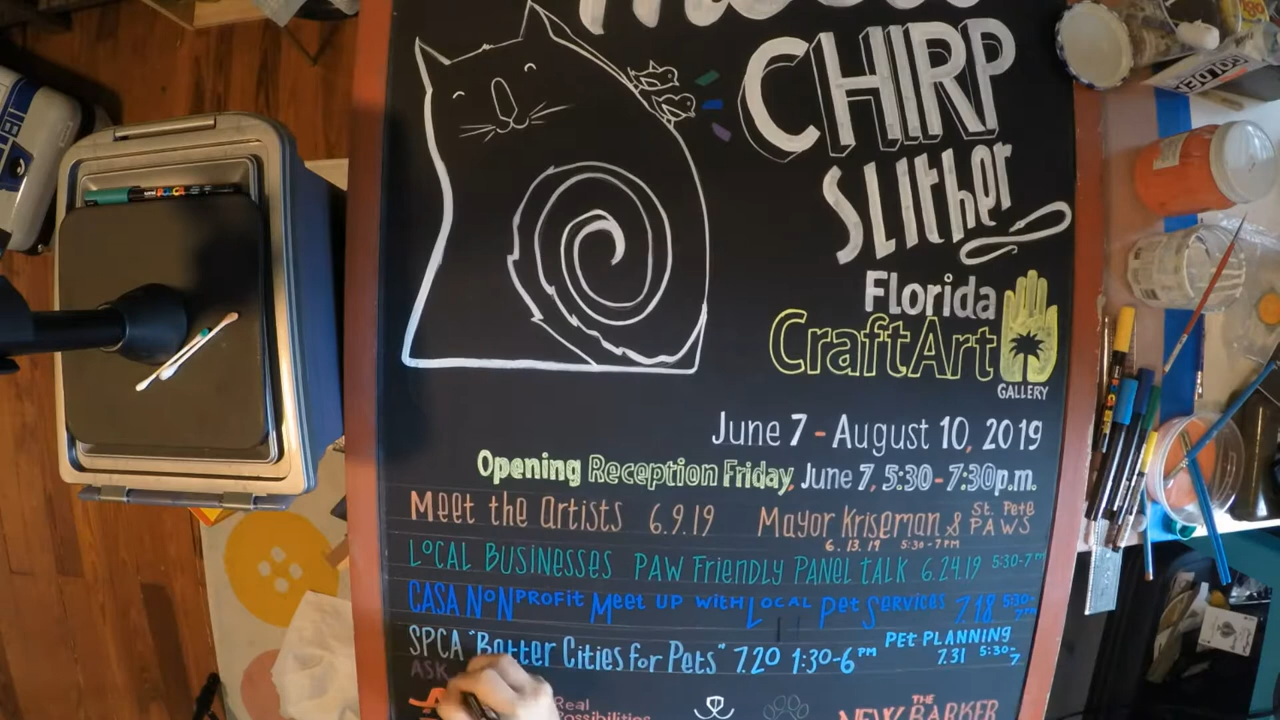 CHIRP
SLither
Florida
CraftArt
GALLERY
June 7 - August 10, 2019
Opening Reception Friday, June 7, 5:30-7:30p.m.
Meet the Artists 6.9.19 Mayor Kriseman & St. Pete PAWS
6.13.19 5:30-7PM
LOCAL BUSINESSES PAW Friendly PANEL tALK 6.24.19 5:30-7PM
CASA NoNPROFIT Meet UP WITH LOCAL Pet Services 7.18 5:30-7PM
SPCA "Better Cities for Pets" 7.20 1:30-6PM PET PLANNING
7.31 5:30-7
ASK
Real
Possibilities
THE
NEW BARKER
POSCA
GOLDEN